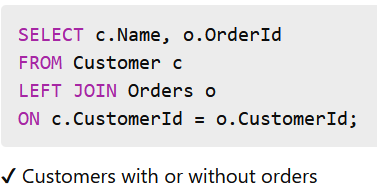 SELECT c.Name, o.OrderId
FROM Customer c
LEFT JOIN Orders o
ON c.CustomerId = o.CustomerId;
✔ Customers with or without orders